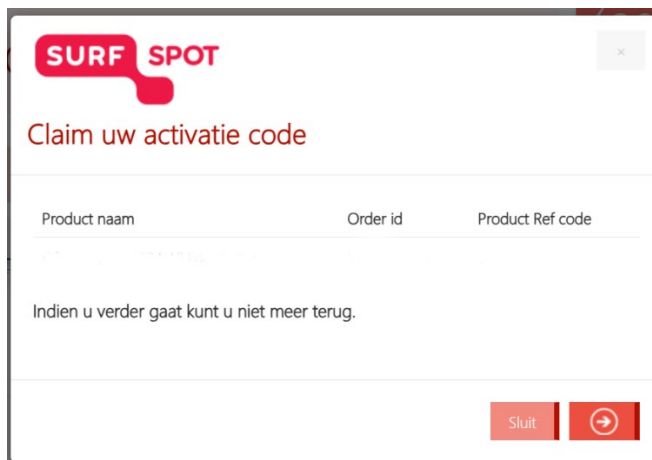 SURF SPOT
×
Claim uw activatie code
Product naam Order id Product Ref code
Indien u verder gaat kunt u niet meer terug.
Sluit